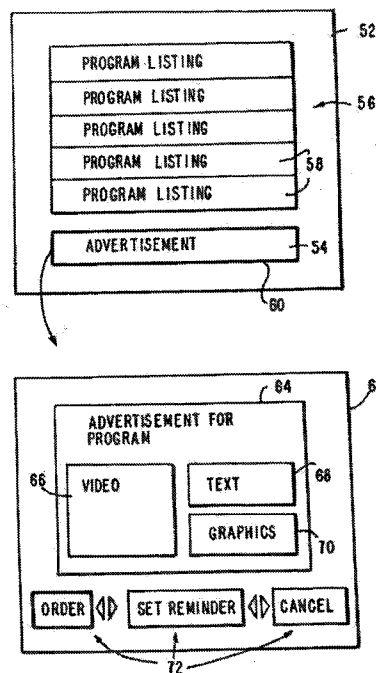 52
PROGRAM LISTING
PROGRAM LISTING
56
PROGRAM LISTING
PROGRAM LISTING
58
PROGRAM LISTING
ADVERTISEMENT
54
60
64
ADVERTISEMENT FOR
PROGRAM
66
VIDEO
TEXT
68
GRAPHICS
70
ORDER
SET REMINDER
CANCEL
72